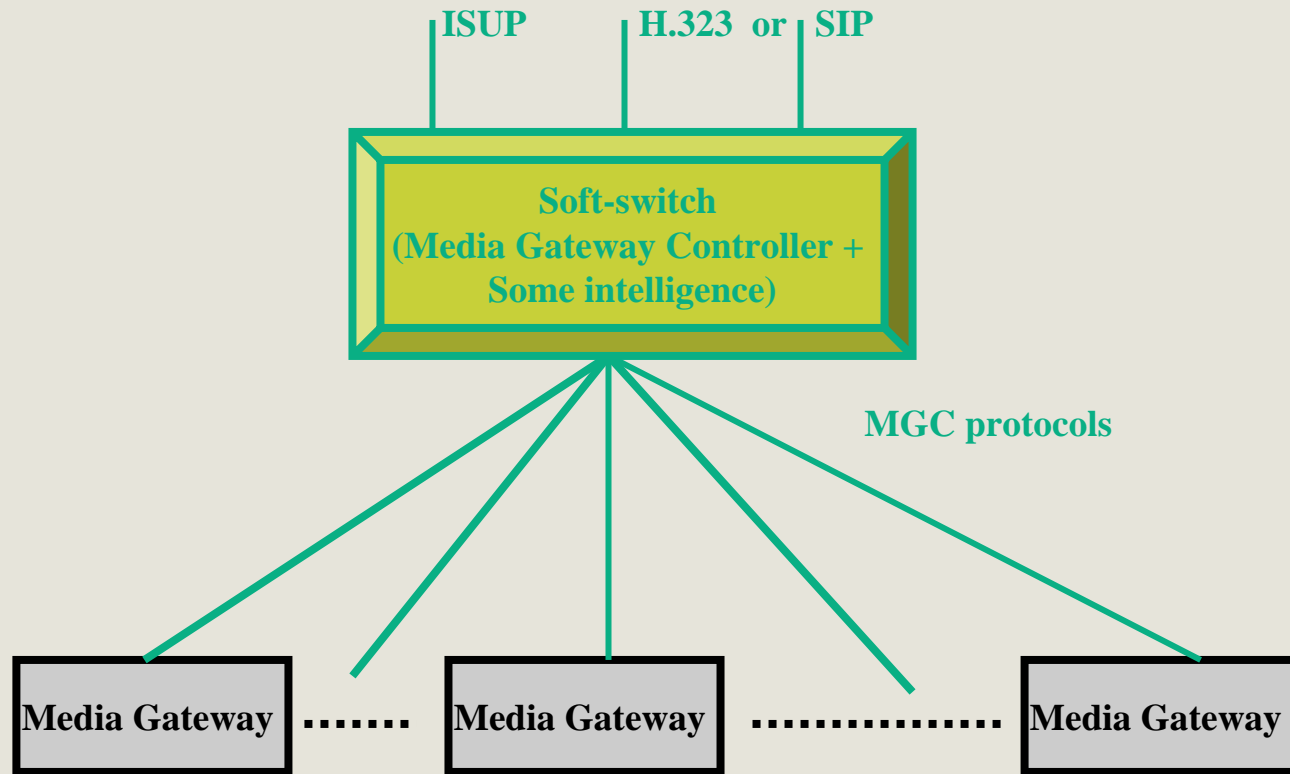 ISUP H.323 or SIP
Soft-switch
(Media Gateway Controller +
Some intelligence)
MGC protocols
Media Gateway ....... Media Gateway ................ Media Gateway